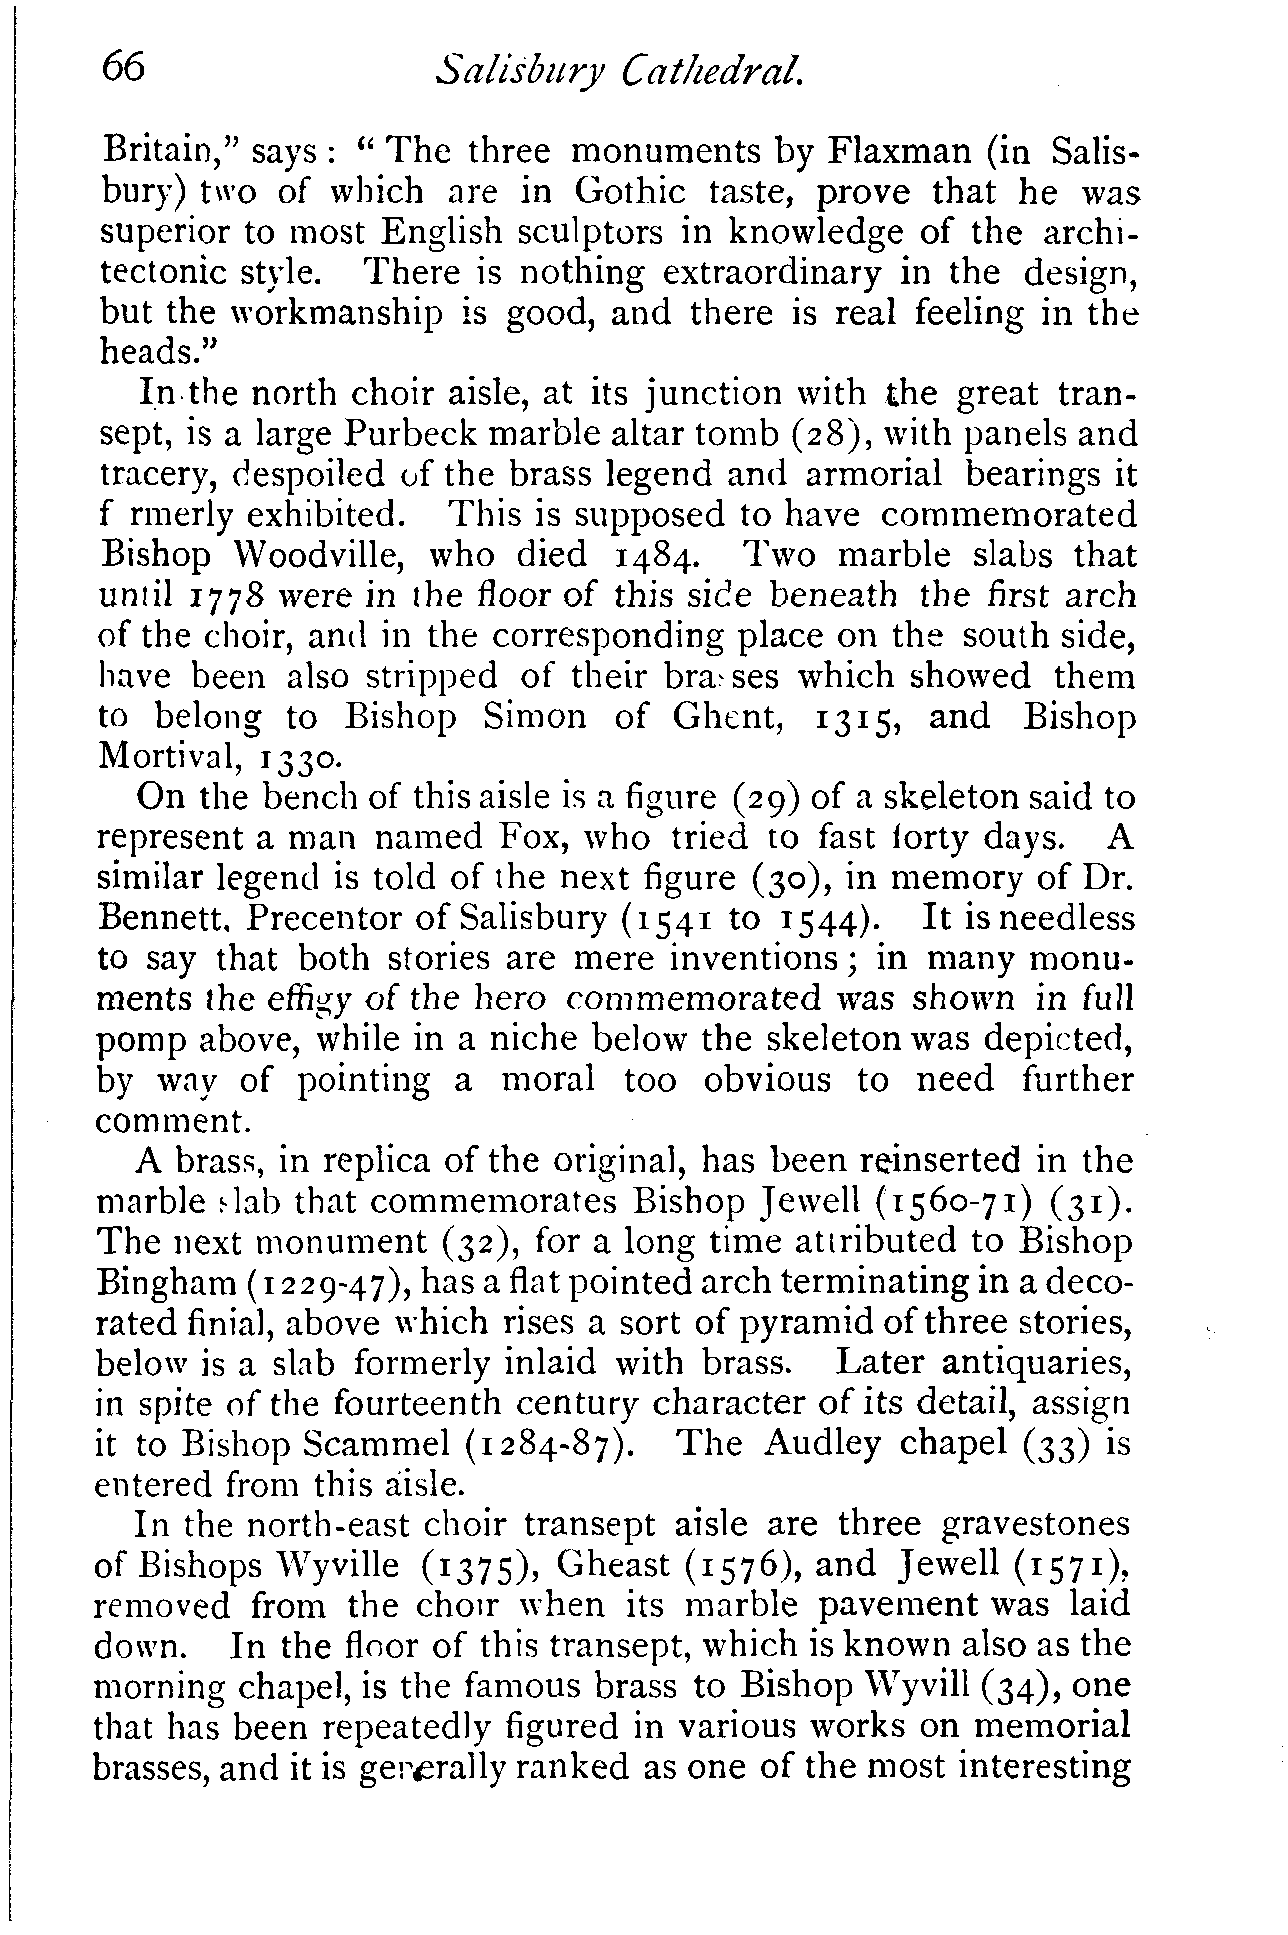 66 Salisbury Cathedral.
Britain," says : " The three monuments by Flaxman (in Salis-
bury) two of which are in Gothic taste, prove that he was
superior to most English sculptors in knowledge of the archi-
tectonic style. There is nothing extraordinary in the design,
but the workmanship is good, and there is real feeling in the
heads."
In the north choir aisle, at its junction with the great tran-
sept, is a large Purbeck marble altar tomb (28), with panels and
tracery, despoiled of the brass legend and armorial bearings it
f rmerly exhibited. This is supposed to have commemorated
Bishop Woodville, who died 1484. Two marble slabs that
until 1778 were in the floor of this side beneath the first arch
of the choir, and in the corresponding place on the south side,
have been also stripped of their brasses which showed them
to belong to Bishop Simon of Ghent, 1315, and Bishop
Mortival, 1330.
On the bench of this aisle is a figure (29) of a skeleton said to
represent a man named Fox, who tried to fast forty days. A
similar legend is told of the next figure (30), in memory of Dr.
Bennett, Precentor of Salisbury (1541 to 1544). It is needless
to say that both stories are mere inventions ; in many monu-
ments the effigy of the hero commemorated was shown in full
pomp above, while in a niche below the skeleton was depicted,
by way of pointing a moral too obvious to need further
comment.
A brass, in replica of the original, has been reinserted in the
marble slab that commemorates Bishop Jewell (1560-71) (31).
The next monument (32), for a long time attributed to Bishop
Bingham (1229-47), has a flat pointed arch terminating in a deco-
rated finial, above which rises a sort of pyramid of three stories,
below is a slab formerly inlaid with brass. Later antiquaries,
in spite of the fourteenth century character of its detail, assign
it to Bishop Scammel (1284-87). The Audley chapel (33) is
entered from this aisle.
In the north-east choir transept aisle are three gravestones
of Bishops Wyville (1375), Gheast (1576), and Jewell (1571),
removed from the choir when its marble pavement was laid
down. In the floor of this transept, which is known also as the
morning chapel, is the famous brass to Bishop Wyvill (34), one
that has been repeatedly figured in various works on memorial
brasses, and it is generally ranked as one of the most interesting